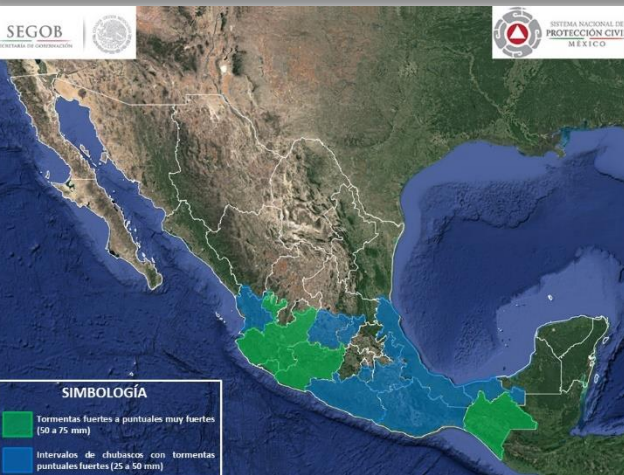 SEGOB
SECRETARÍA DE GOBERNACIÓN
SISTEMA NACIONAL DE
PROTECCIÓN CIVI
MÉXICO
SIMBOLOGÍA
Tormentas fuertes a puntuales muy fuertes
(50 a 75 mm)
Intervalos de chubascos con tormentas
puntuales fuertes (25 a 50 mm)